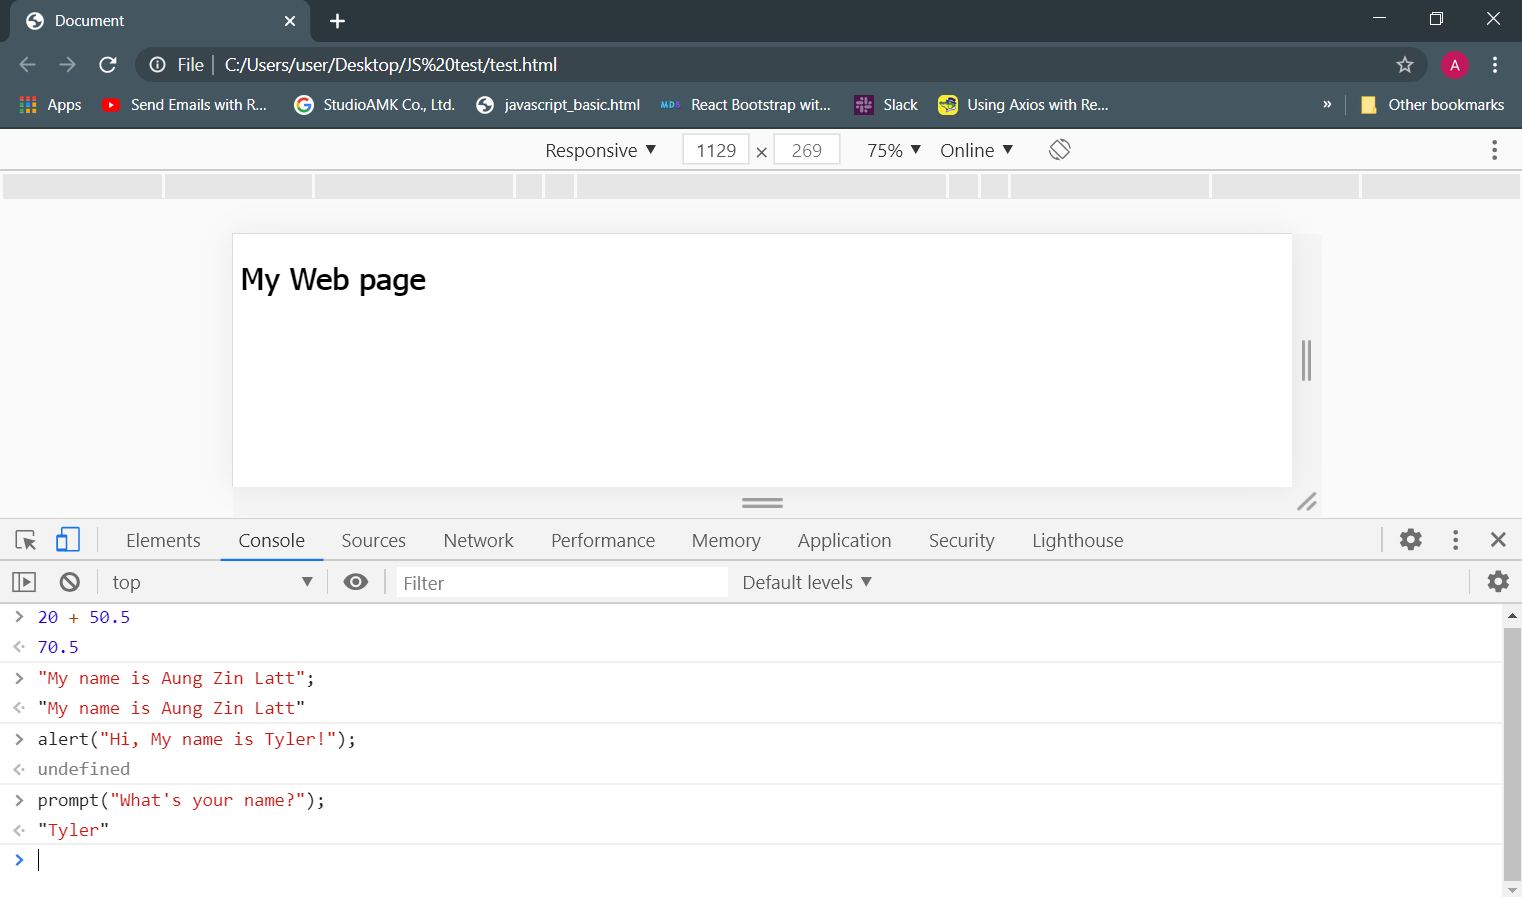 Document
File C:/Users/user/Desktop/JS%20test/test.html A
Apps Send Emails with R... StudioAMK Co., Ltd. javascript_basic.html MDB React Bootstrap wit... Slack Using Axios with Re... » Other bookmarks
Responsive ▼ 1129 × 269 75% ▼ Online ▼
My Web page
Elements Console Sources Network Performance Memory Application Security Lighthouse
top ▼ Filter Default levels ▼
> 20 + 50.5
<· 70.5
> "My name is Aung Zin Latt";
<· "My name is Aung Zin Latt"
> alert("Hi, My name is Tyler!");
<· undefined
> prompt("What's your name?");
<· "Tyler"
>